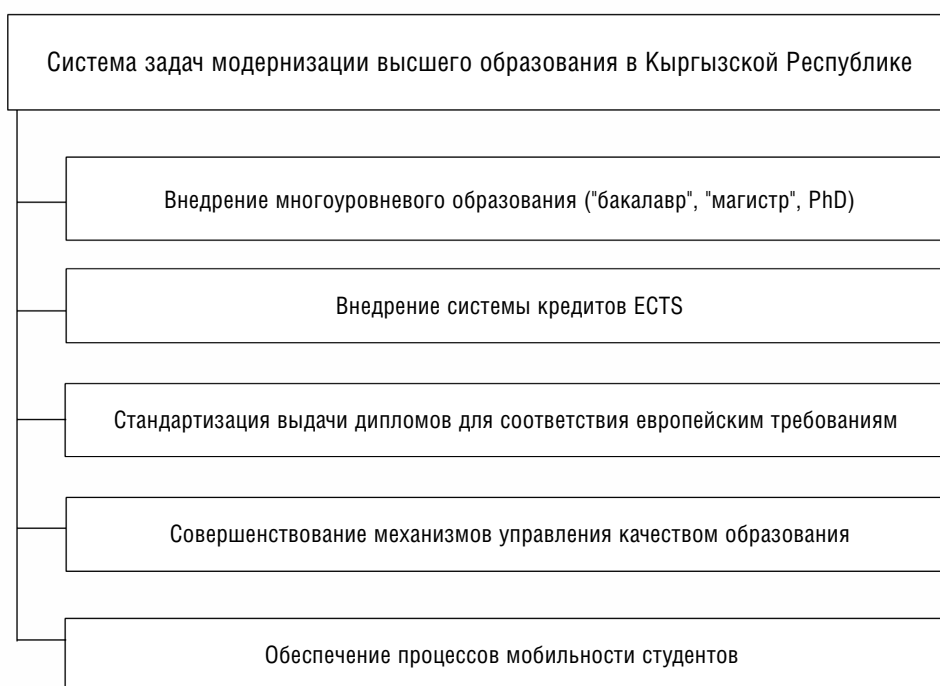 Система задач модернизации высшего образования в Кыргызской Республике
Внедрение многоуровневого образования ("бакалавр", "магистр", PhD)
Внедрение системы кредитов ECTS
Стандартизация выдачи дипломов для соответствия европейским требованиям
Совершенствование механизмов управления качеством образования
Обеспечение процессов мобильности студентов